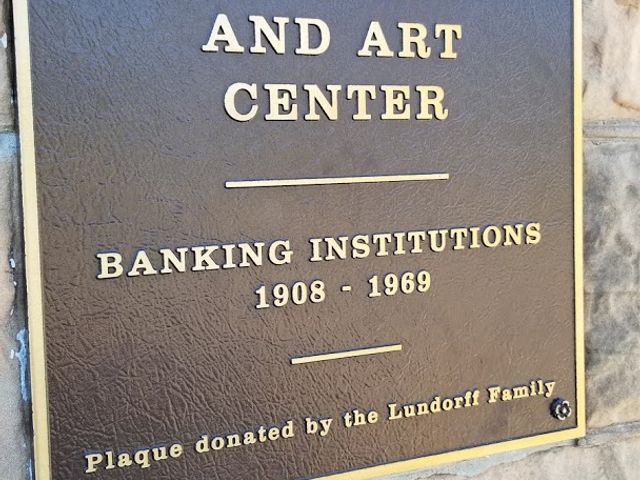 AND ART
CENTER
BANKING INSTITUTIONS
1908 - 1969
Plaque donated by the Lundorff Family